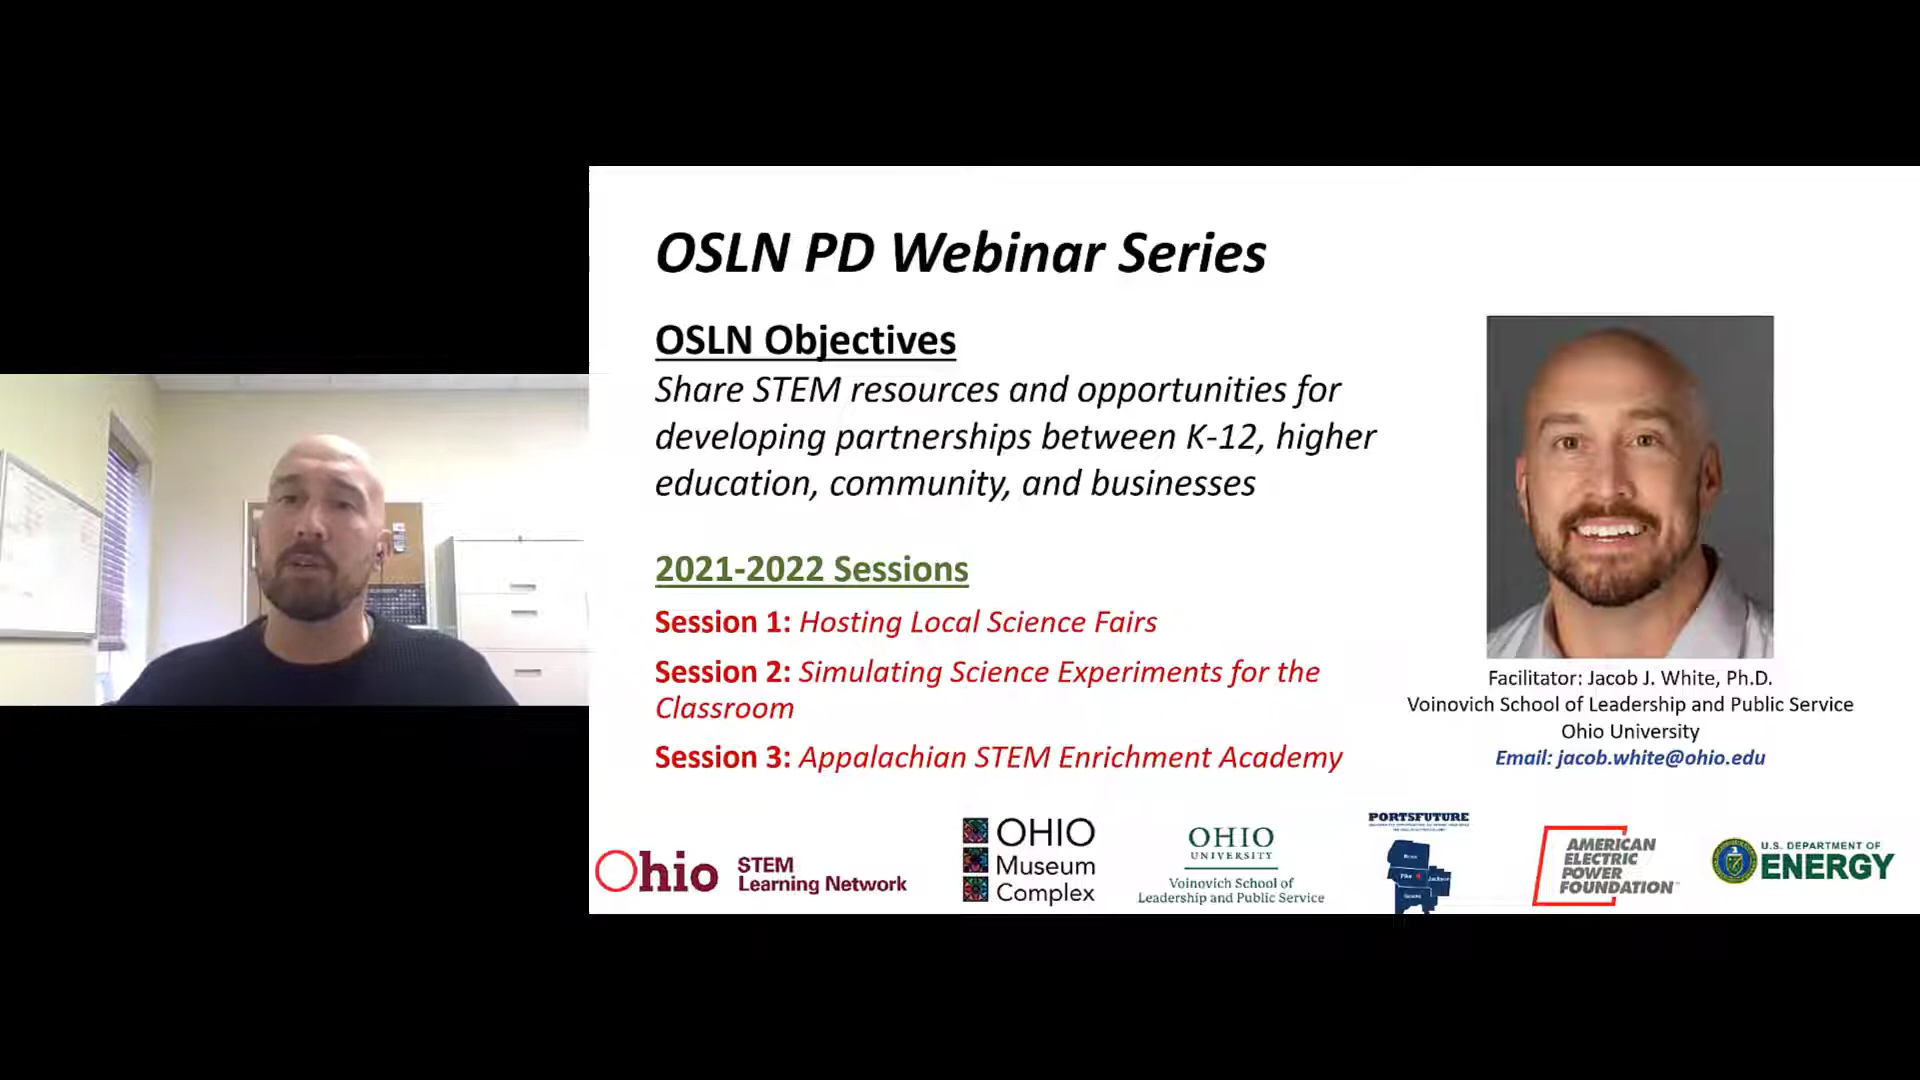 OSLN PD Webinar Series
OSLN Objectives
Share STEM resources and opportunities for
developing partnerships between K-12, higher
education, community, and businesses
2021-2022 Sessions
Session 1: Hosting Local Science Fairs
Session 2: Simulating Science Experiments for the
Classroom
Session 3: Appalachian STEM Enrichment Academy
Facilitator: Jacob J. White, Ph.D.
Voinovich School of Leadership and Public Service
Ohio University
Email: jacob.white@ohio.edu
Ohio STEM
Learning Network
OHIO
Museum
Complex
OHIO
UNIVERSITY
Voinovich School of
Leadership and Public Service
PORTSFUTURE
Ross
Pike
Jackson
Scioto
AMERICAN
ELECTRIC
POWER
FOUNDATION
U.S. DEPARTMENT OF
ENERGY